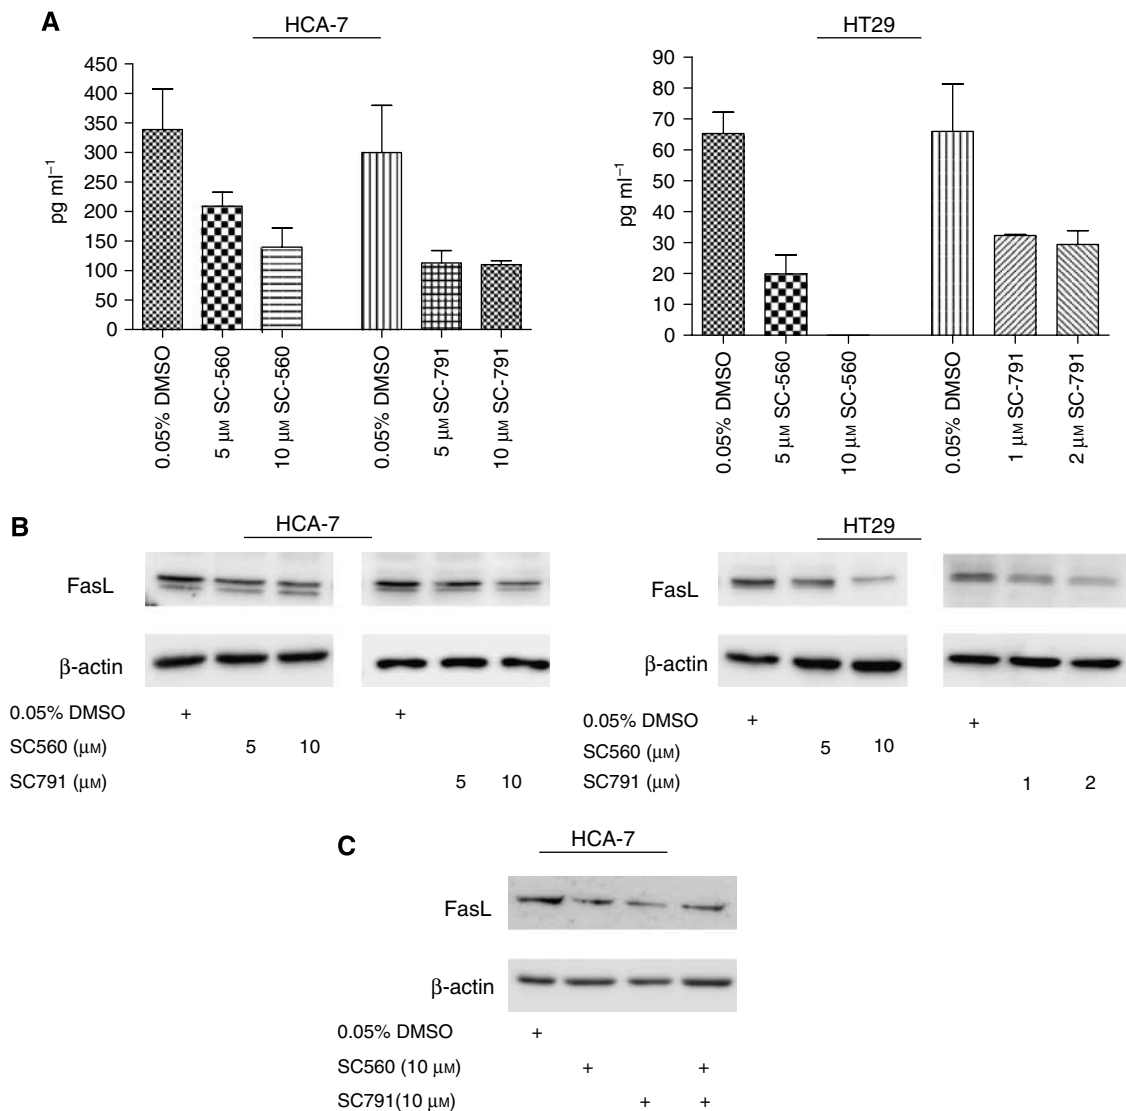 A
HCA-7
HT29
pg ml⁻¹
450
400
350
300
250
200
150
100
50
0
0.05% DMSO
5 µM SC-560
10 µM SC-560
0.05% DMSO
5 µM SC-791
10 µM SC-791
pg ml⁻¹
90
80
70
60
50
40
30
20
10
0
0.05% DMSO
5 µM SC-560
10 µM SC-560
0.05% DMSO
1 µM SC-791
2 µM SC-791
B
HCA-7
FasL
β-actin
0.05% DMSO + +
SC560 (µM) 5 10
SC791 (µM) 5 10
HT29
FasL
β-actin
0.05% DMSO + +
SC560 (µM) 5 10
SC791 (µM) 1 2
C
HCA-7
FasL
β-actin
0.05% DMSO +
SC560 (10 µM) + +
SC791(10 µM) + +